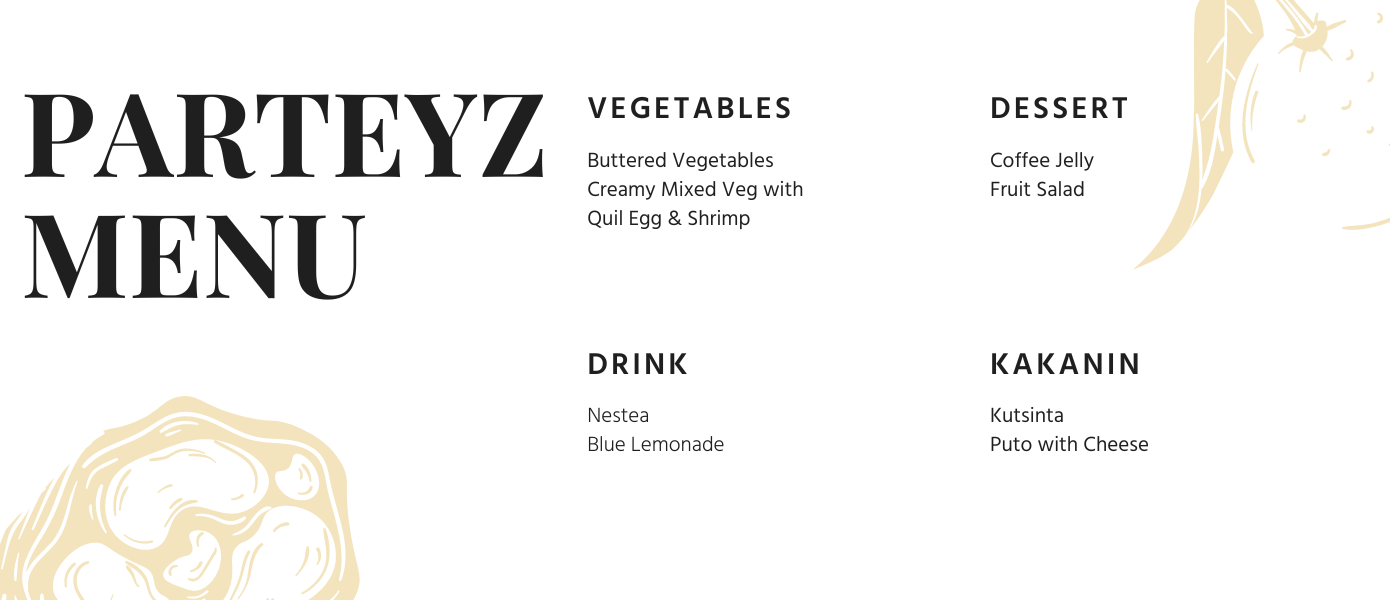 PARTEYZ
MENU
VEGETABLES
Buttered Vegetables
Creamy Mixed Veg with
Quil Egg & Shrimp
DESSERT
Coffee Jelly
Fruit Salad
DRINK
Nestea
Blue Lemonade
KAKANIN
Kutsinta
Puto with Cheese